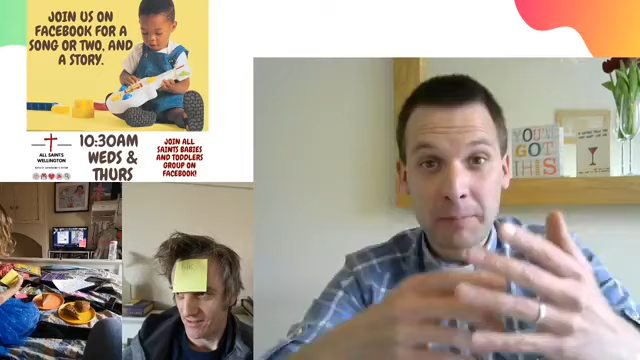 JOIN US ON
FACEBOOK FOR A
SONG OR TWO, AND
A STORY.
ALL SAINTS
WELLINGTON
10:30AM
WEDS &
THURS
JOIN ALL
SAINTS BABIES
AND TODDLERS
GROUP ON
FACEBOOK!
YOU'VE
GOT
THIS